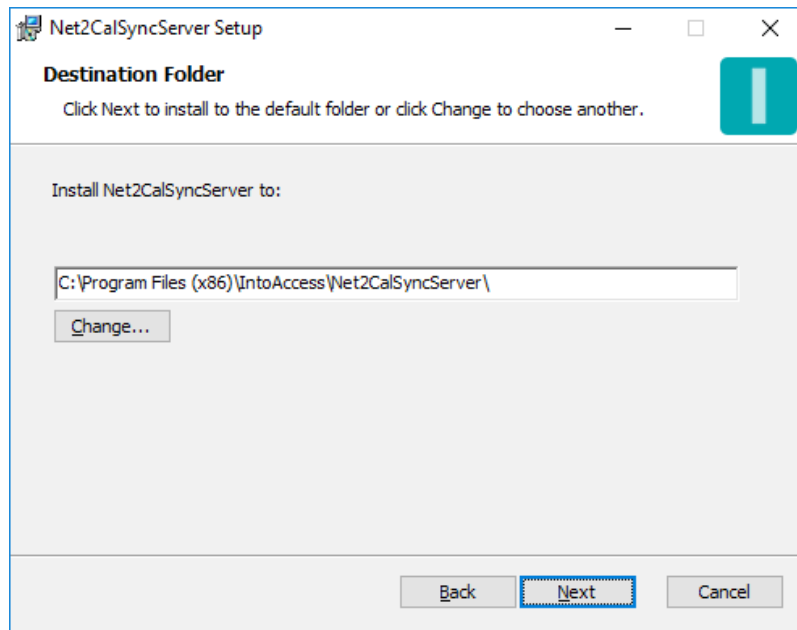 Net2CalSyncServer Setup
Destination Folder
Click Next to install to the default folder or click Change to choose another.
Install Net2CalSyncServer to:
C:\Program Files (x86)\IntoAccess\Net2CalSyncServer\
Change...
Back Next Cancel